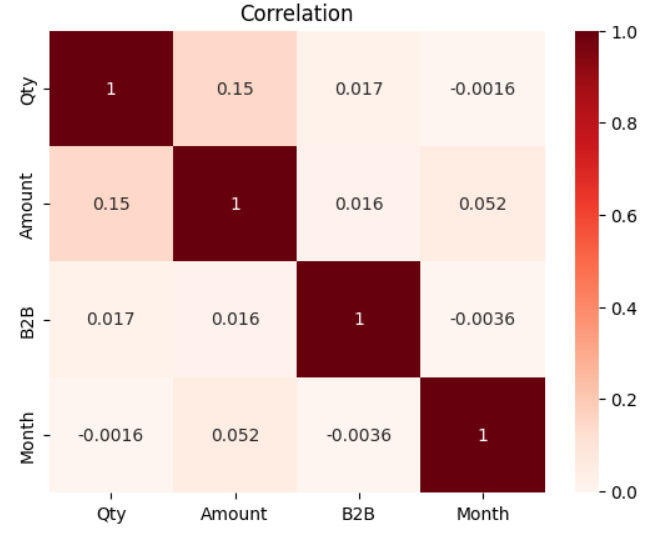 Correlation
Qty 1 0.15 0.017 -0.0016
Amount 0.15 1 0.016 0.052
B2B 0.017 0.016 1 -0.0036
Month -0.0016 0.052 -0.0036 1
Qty Amount B2B Month
1.0
0.8
0.6
0.4
0.2
0.0